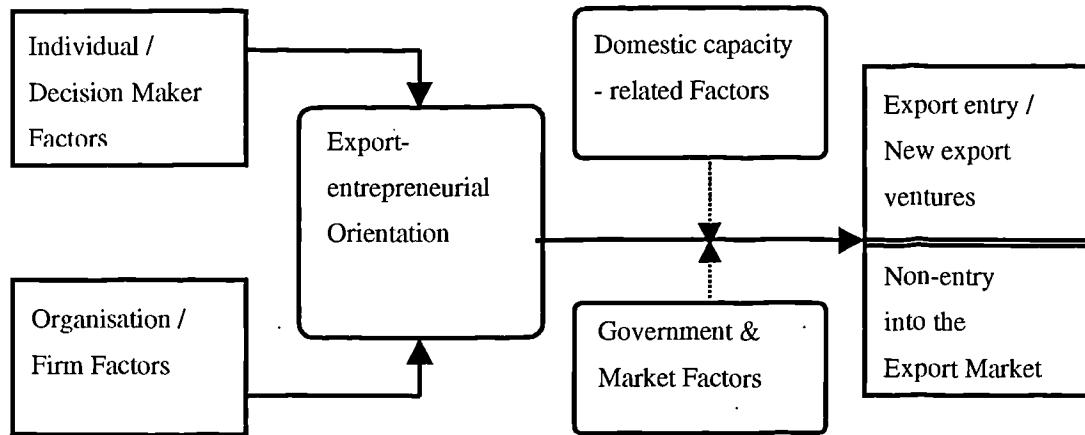 Individual /
Decision Maker
Factors
Organisation /
Firm Factors
Export-
entrepreneurial
Orientation
Domestic capacity
- related Factors
Government &
Market Factors
Export entry /
New export
ventures
Non-entry
into the
Export Market